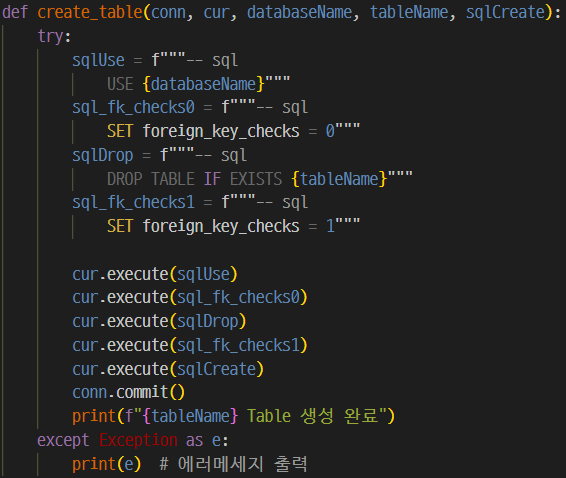 def create_table(conn, cur, databaseName, tableName, sqlCreate):
    try:
        sqlUse = f"""-- sql
            USE {databaseName}"""
        sql_fk_checks0 = f"""-- sql
            SET foreign_key_checks = 0"""
        sqlDrop = f"""-- sql
            DROP TABLE IF EXISTS {tableName}"""
        sql_fk_checks1 = f"""-- sql
            SET foreign_key_checks = 1"""

        cur.execute(sqlUse)
        cur.execute(sql_fk_checks0)
        cur.execute(sqlDrop)
        cur.execute(sql_fk_checks1)
        cur.execute(sqlCreate)
        conn.commit()
        print(f"{tableName} Table 생성 완료")
    except Exception as e:
        print(e)  # 에러메세지 출력